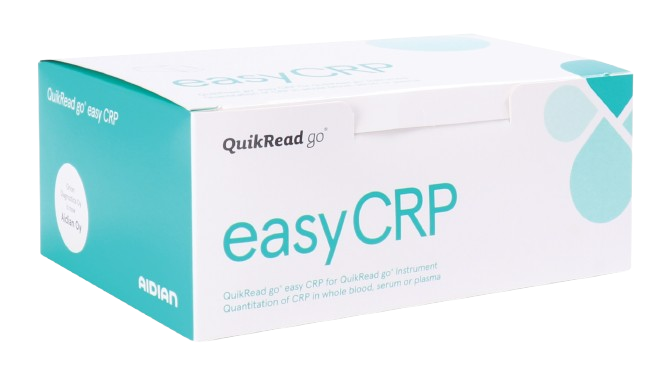 easyCRP
QuikRead go® easy CRP
Aidian Oy
AIDIAN
QuikRead go®
easyCRP
QuikRead go® easy CRP for QuikRead go® instrument
Quantitation of CRP in whole blood, serum or plasma